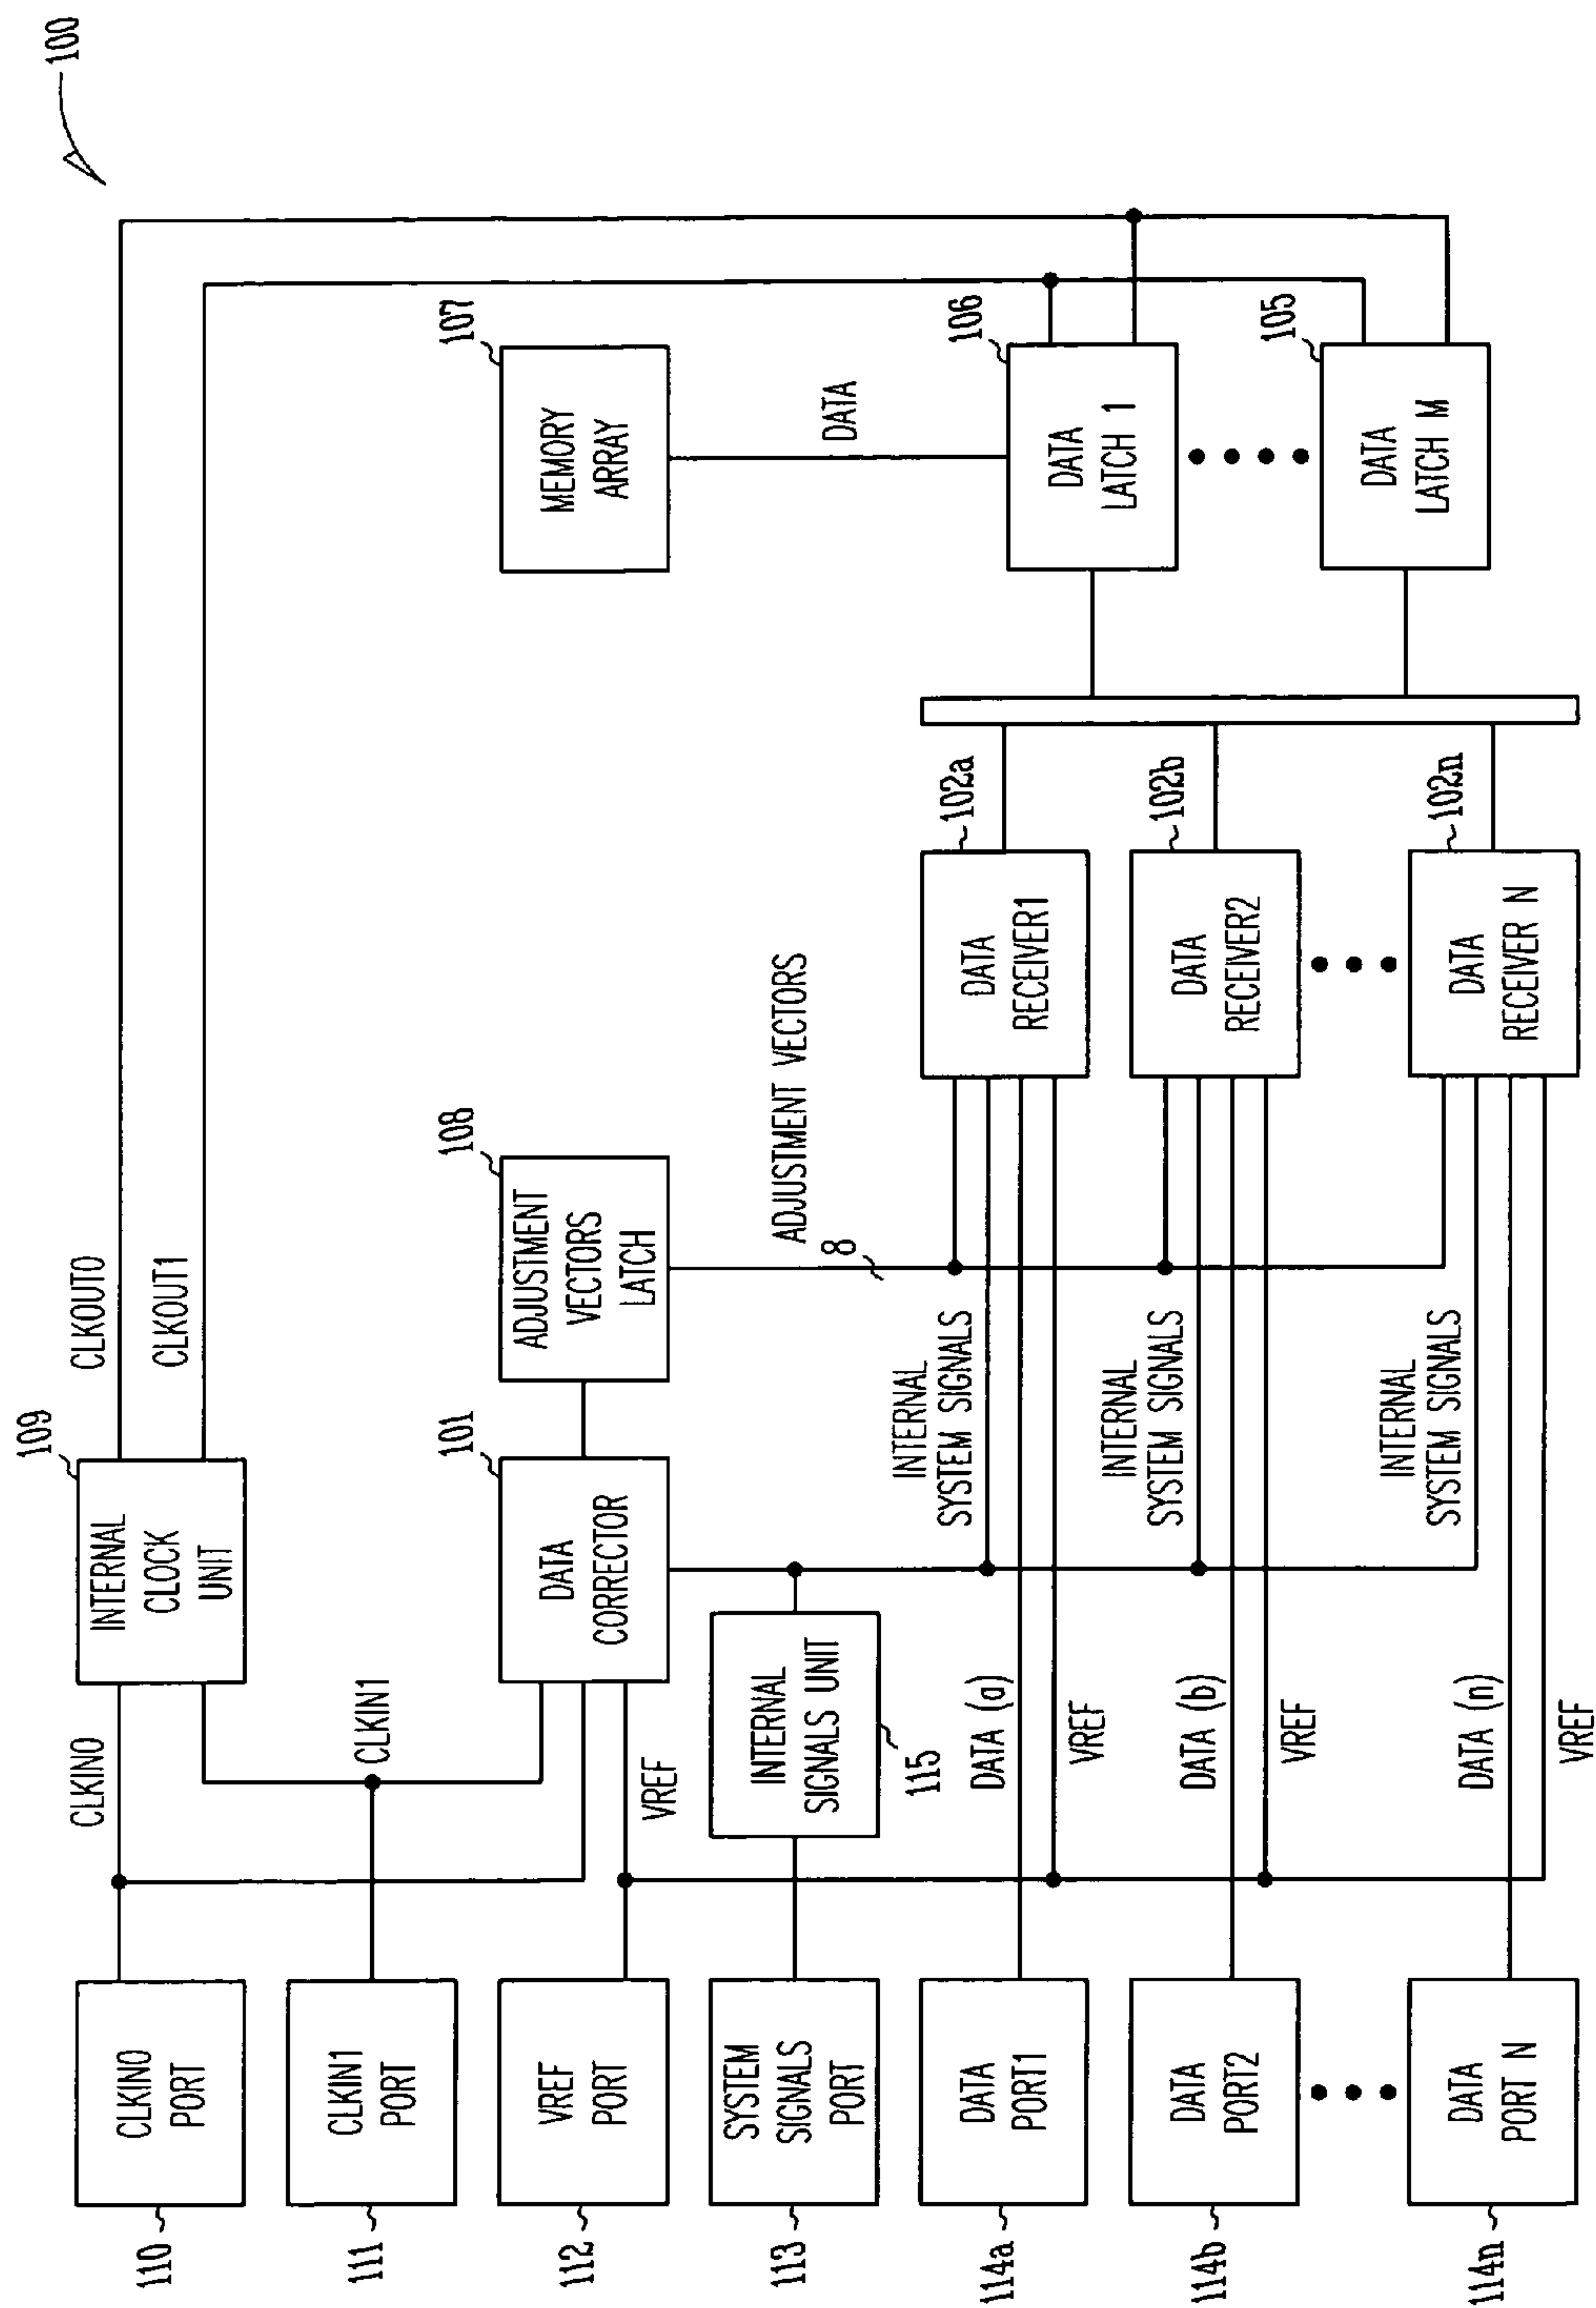 100
109
INTERNAL
CLOCK
UNIT
CLKOUT0
CLKOUT1
CLKIN0
CLKIN1
110
CLKIN0
PORT
111
CLKIN1
PORT
112
VREF
PORT
VREF
101
DATA
CORRECTOR
108
ADJUSTMENT
VECTORS
LATCH
107
MEMORY
ARRAY
113
SYSTEM
SIGNALS
PORT
INTERNAL
SIGNALS UNIT
115
8
ADJUSTMENT VECTORS
DATA
114a
DATA
PORT1
DATA (a)
VREF
INTERNAL
SYSTEM SIGNALS
102a
DATA
RECEIVER1
106
DATA
LATCH 1
114b
DATA
PORT2
DATA (b)
VREF
INTERNAL
SYSTEM SIGNALS
102b
DATA
RECEIVER2
105
DATA
LATCH M
114n
DATA
PORT N
DATA (n)
VREF
INTERNAL
SYSTEM SIGNALS
102n
DATA
RECEIVER N